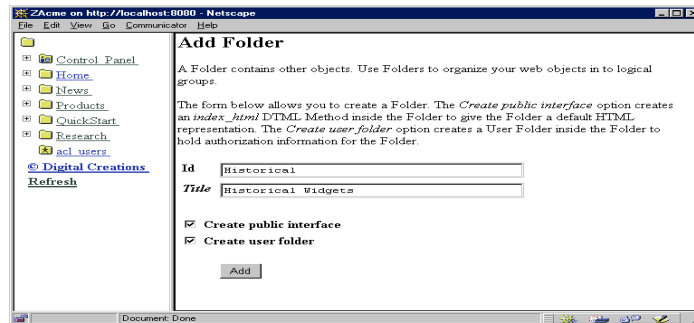 ZAcme on http://localhost:8080 - Netscape
File Edit View Go Communicator Help
Control_Panel
Home
News
Products
QuickStart
Research
acl_users
© Digital Creations
Refresh
Add Folder
A Folder contains other objects. Use Folders to organize your web objects in to logical
groups.
The form below allows you to create a Folder. The Create public interface option creates
an index_html DTML Method inside the Folder to give the Folder a default HTML
representation. The Create user folder option creates a User Folder inside the Folder to
hold authorization information for the Folder.
Id Historical
Title Historical Widgets
Create public interface
Create user folder
Add
Document: Done